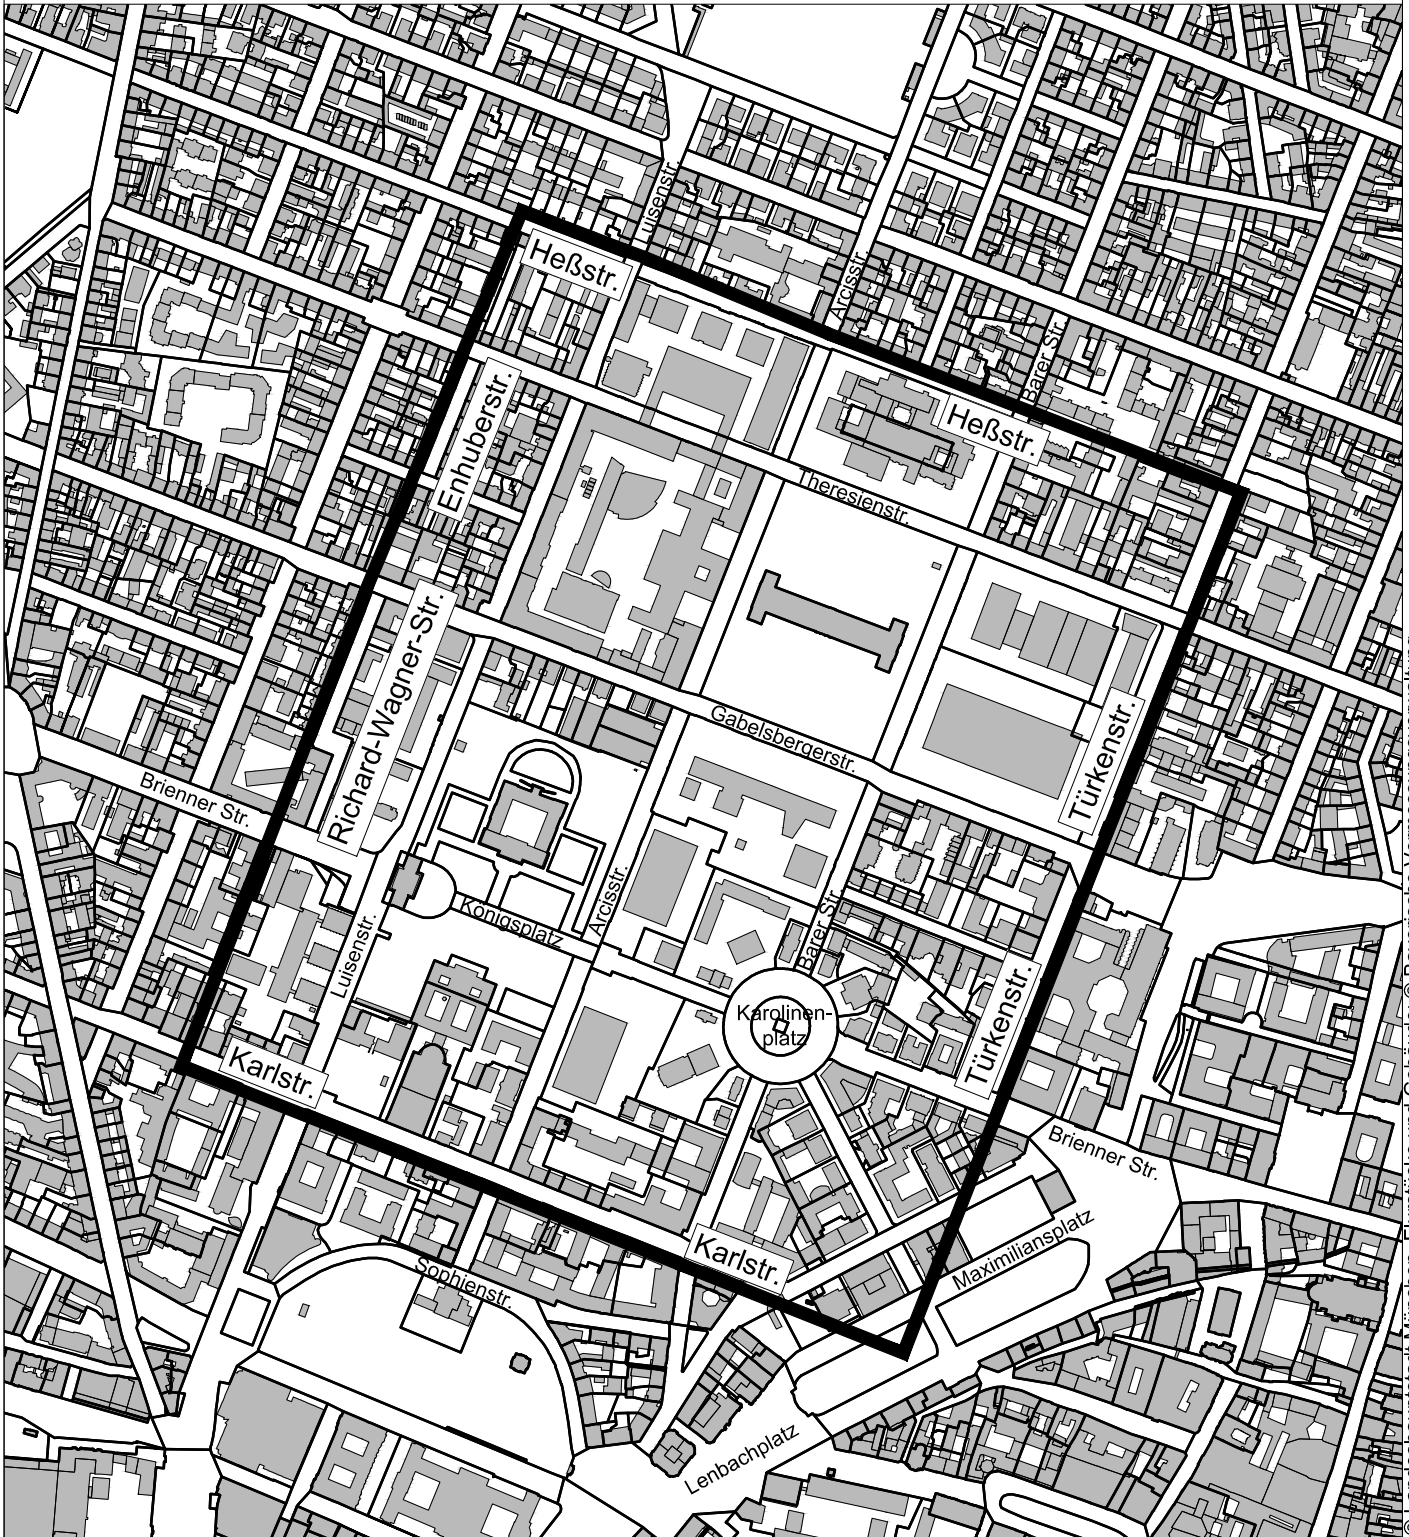 Luisenstr.
Heßstr.
Arcisstr.
Barer Str.
Heßstr.
Enhuberstr.
Theresienstr.
Richard-Wagner-Str.
Gabelsbergerstr.
Türkenstr.
Brienner Str.
Königsplatz
Arcisstr.
Barer Str.
Luisenstr.
Karolinen-
platz
Türkenstr.
Karlstr.
Brienner Str.
Maximiliansplatz
Karlstr.
Sophienstr.
Lenbachplatz